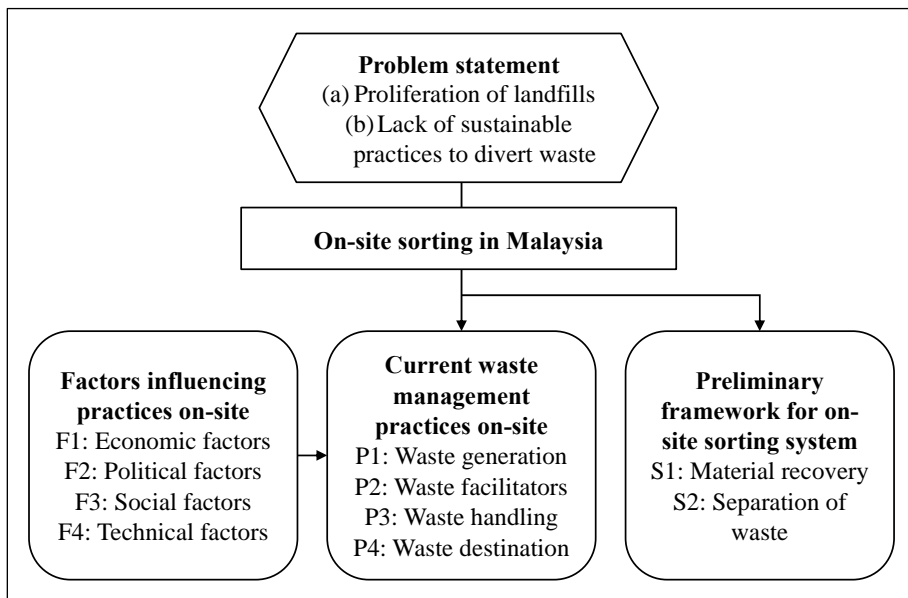 Problem statement
(a) Proliferation of landfills
(b) Lack of sustainable
practices to divert waste
On-site sorting in Malaysia
Factors influencing
practices on-site
F1: Economic factors
F2: Political factors
F3: Social factors
F4: Technical factors
Current waste
management
practices on-site
P1: Waste generation
P2: Waste facilitators
P3: Waste handling
P4: Waste destination
Preliminary
framework for on-
site sorting system
S1: Material recovery
S2: Separation of
waste